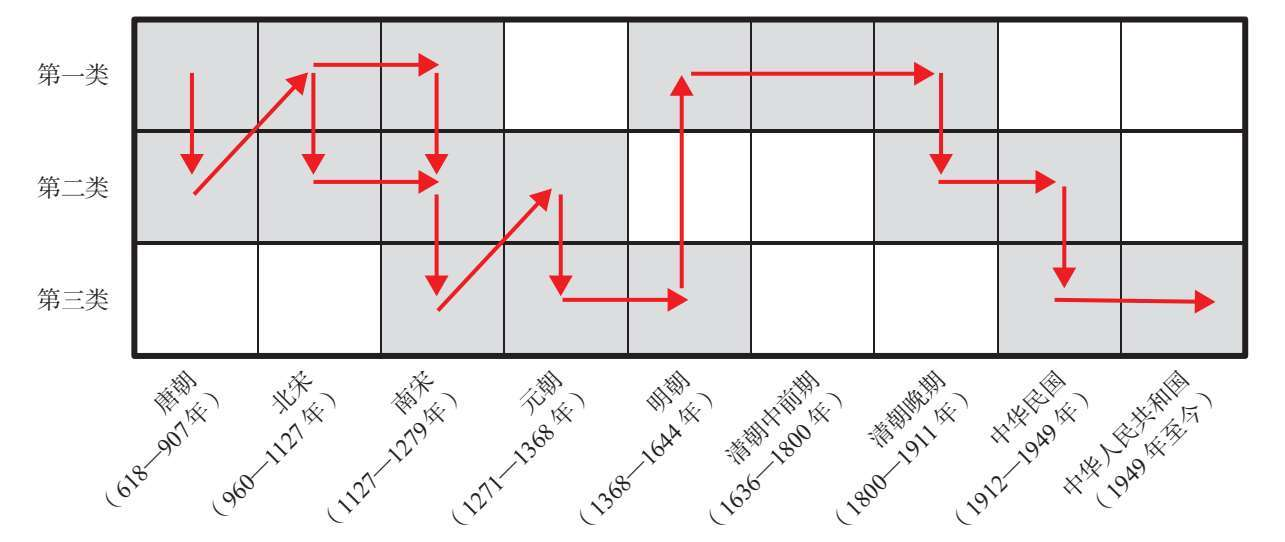 第一类
第二类
第三类
唐朝
（618—907年）
北宋
（960—1127年）
南宋
（1127—1279年）
元朝
（1271—1368年）
明朝
（1368—1644年）
清朝中前期
（1636—1800年）
清朝晚期
（1800—1911年）
中华民国
（1912—1949年）
中华人民共和国
（1949年至今）